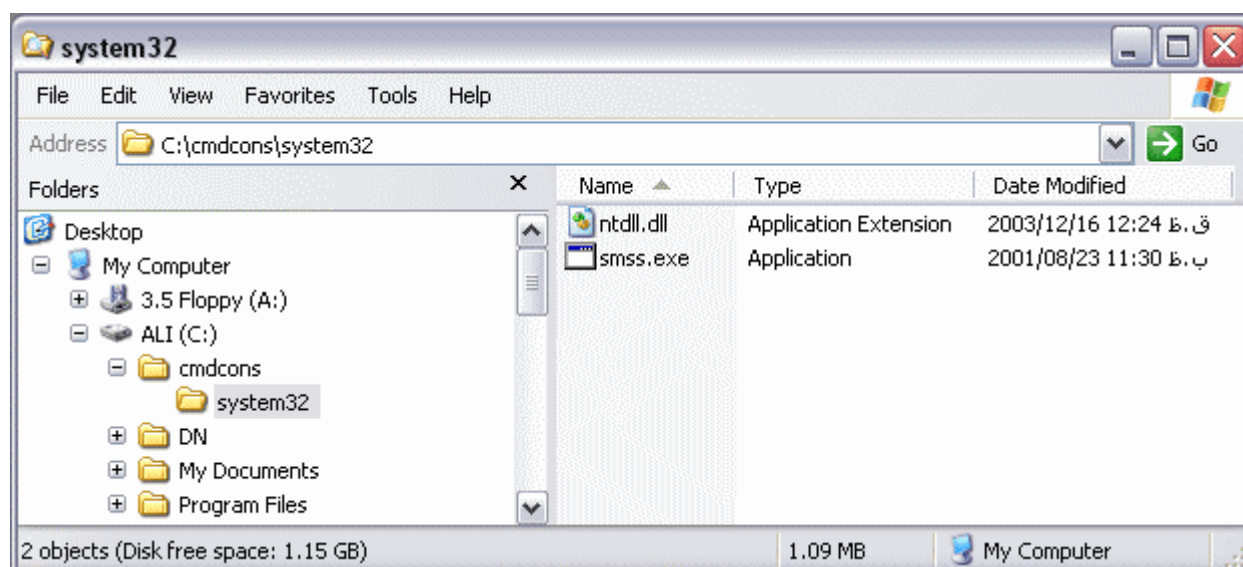 system32
File Edit View Favorites Tools Help
Address C:\cmdcons\system32 Go
Folders
Name Type Date Modified
Desktop
My Computer
3.5 Floppy (A:)
ALI (C:)
cmdcons
system32
DN
My Documents
Program Files
ntdll.dll Application Extension 2003/12/16 12:24 ق.ظ
smss.exe Application 2001/08/23 11:30 ب.ظ
2 objects (Disk free space: 1.15 GB) 1.09 MB My Computer